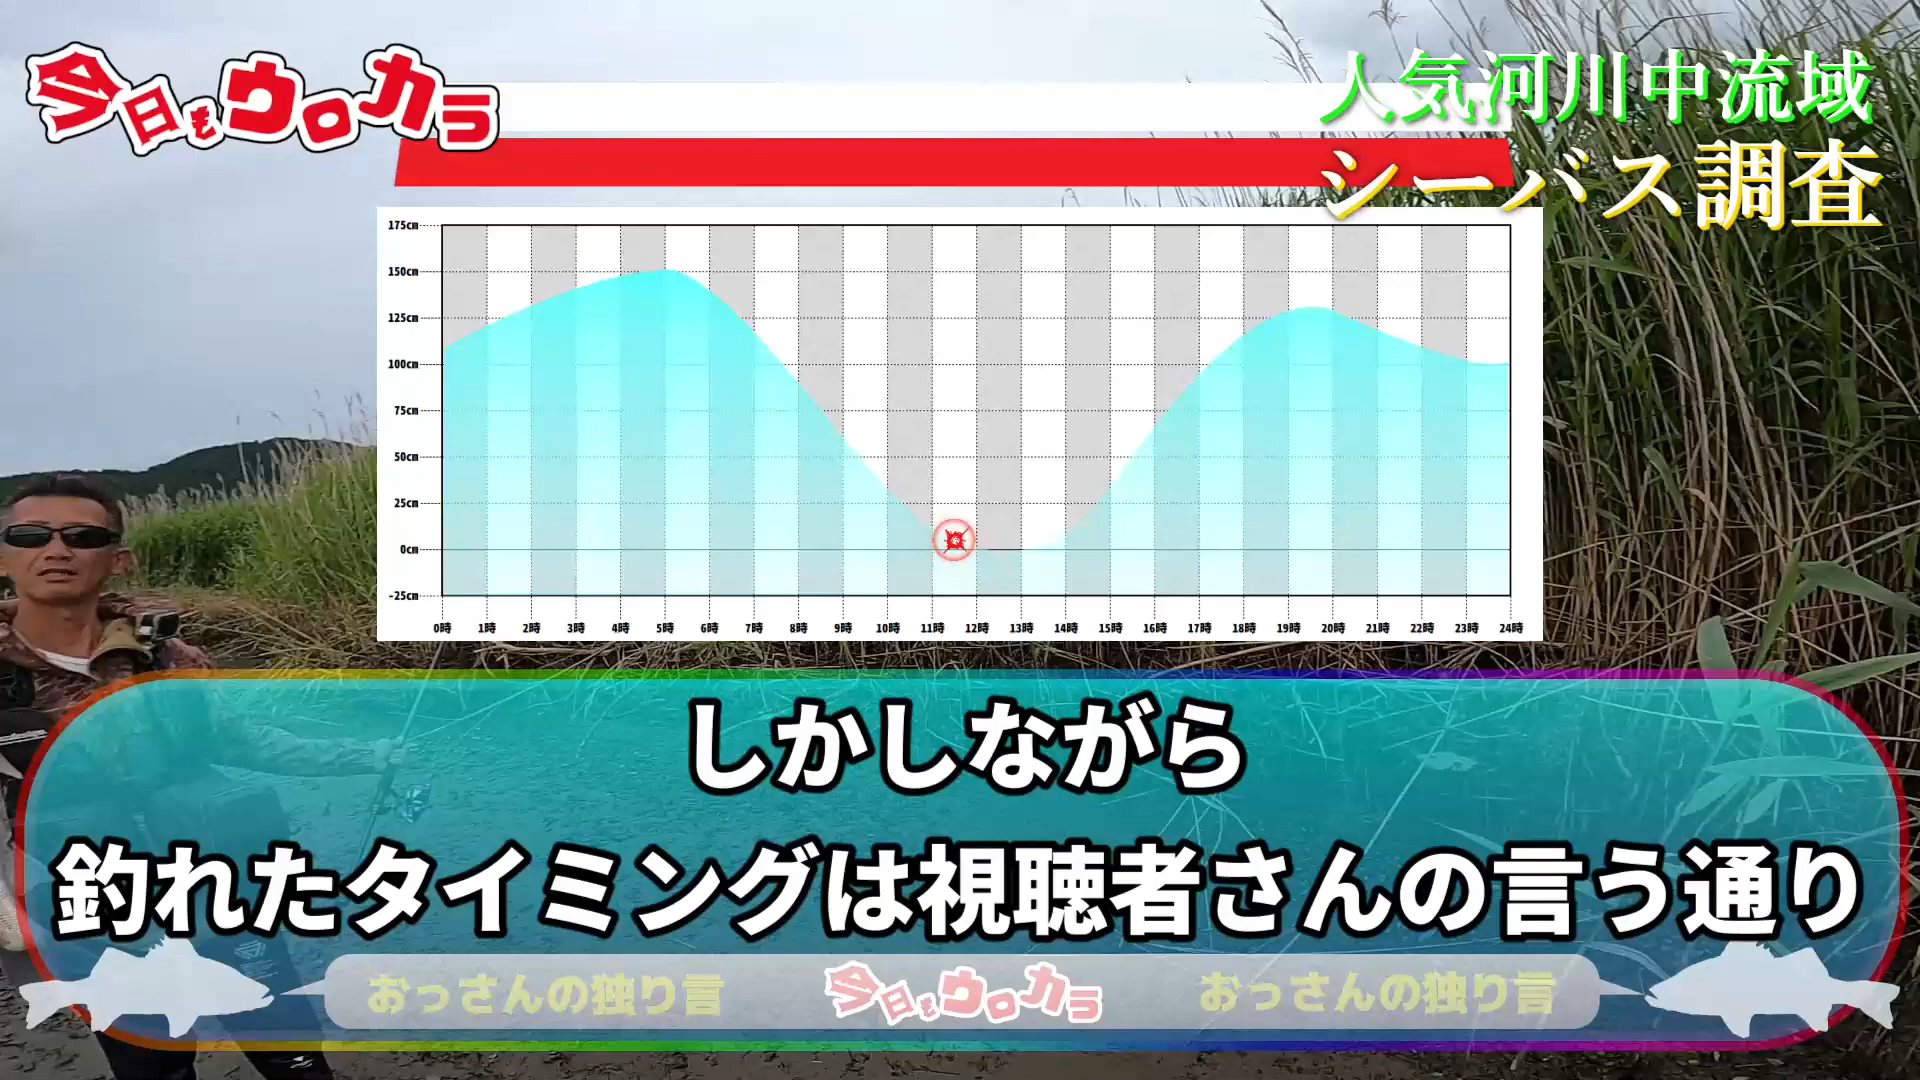 今日もウロカラ
人気河川中流域
シーバス調査
175cm
150cm
125cm
100cm
75cm
50cm
25cm
0cm
-25cm
0時 1時 2時 3時 4時 5時 6時 7時 8時 9時 10時 11時 12時 13時 14時 15時 16時 17時 18時 19時 20時 21時 22時 23時 24時
しかしながら
釣れたタイミングは視聴者さんの言う通り
おっさんの独り言 今日もウロカラ おっさんの独り言